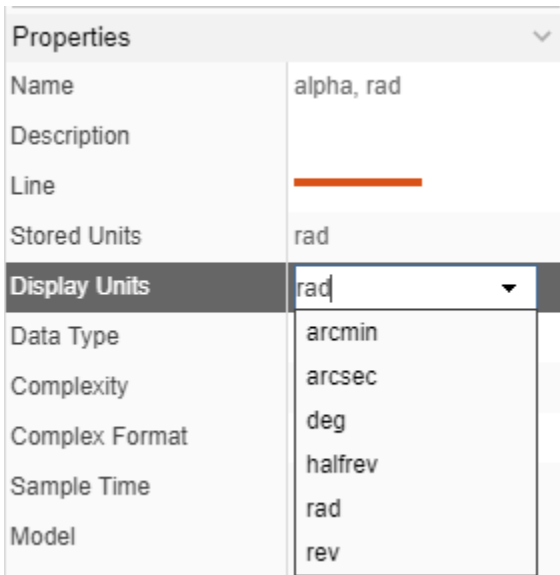 Properties
Name alpha, rad
Description
Line
Stored Units rad
Display Units rad
Data Type arcmin
Complexity arcsec
Complex Format deg
Sample Time halfrev
Model rad
rev